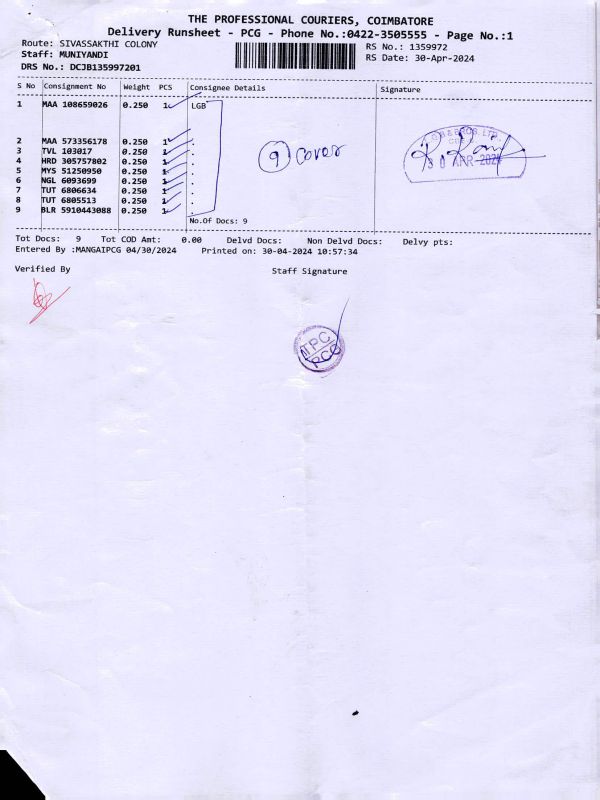 THE PROFESSIONAL COURIERS, COIMBATORE
Delivery Runsheet - PCG - Phone No.:0422-3505555 - Page No.:1
Route: SIVASSAKTHI COLONY
Staff: MUNIYANDI
DRS No.: DCJB135997201
RS No.: 1359972
RS Date: 30-Apr-2024
S No Consignment No Weight PCS Consignee Details Signature
1 MAA 108659026 0.250 1 LGB
2 MAA 573356178 0.250 1 .
3 TVL 103017 0.250 1 .
4 HRD 305757802 0.250 1 .
5 MYS 51250950 0.250 1 .
6 NGL 6093699 0.250 1 .
7 TUT 6806634 0.250 1 .
8 TUT 6805513 0.250 1 .
9 BLR 5910443088 0.250 1 .
9 cover
30 APR 2024
No.Of Docs: 9
Tot Docs: 9 Tot COD Amt: 0.00 Delvd Docs: Non Delvd Docs: Delvy pts:
Entered By :MANGAIPCG 04/30/2024 Printed on: 30-04-2024 10:57:34
Verified By Staff Signature
TPC
PCG